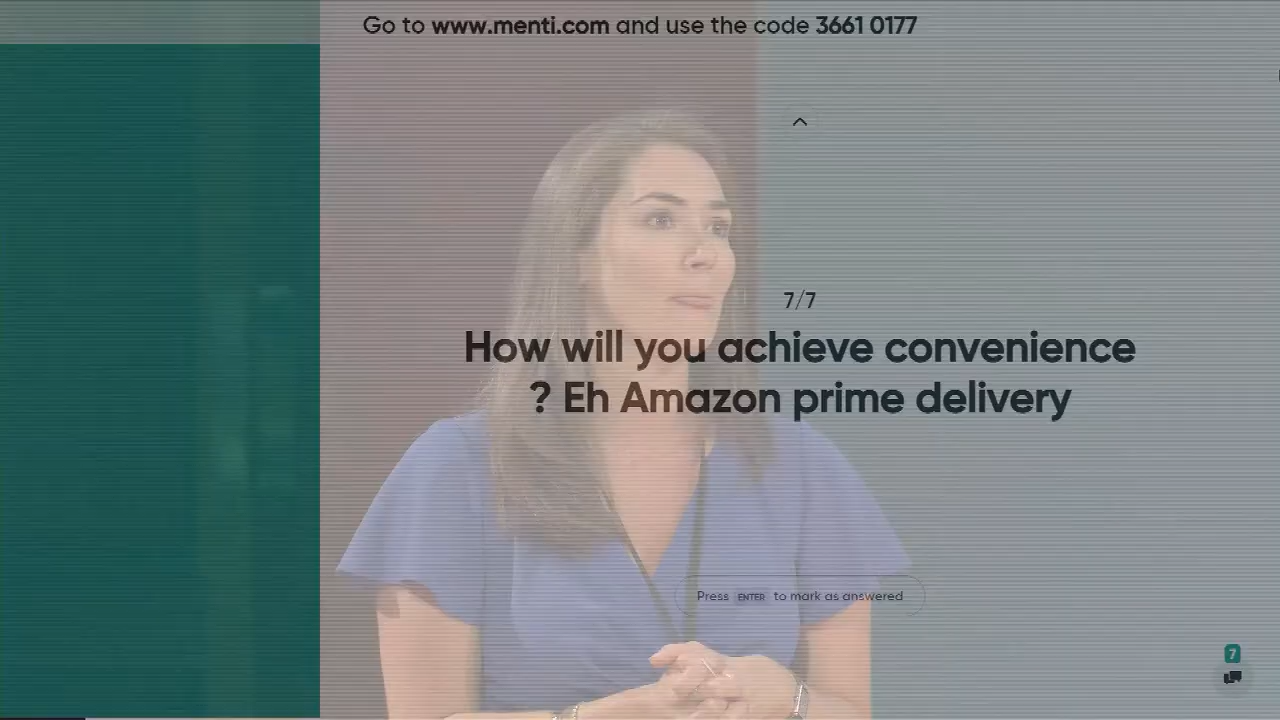 Go to www.menti.com and use the code 3661 0177
7/7
How will you achieve convenience
? Eh Amazon prime delivery
Press ENTER to mark as answered
7